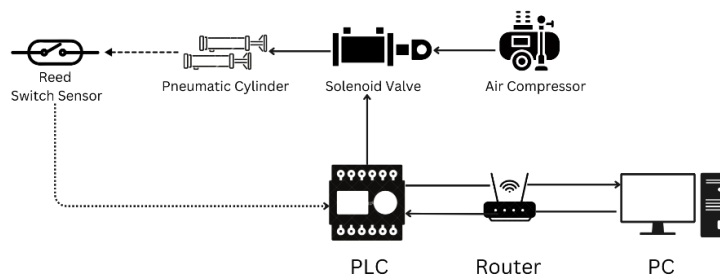 Reed
Switch Sensor
Pneumatic Cylinder
Solenoid Valve
Air Compressor
PLC
Router
PC